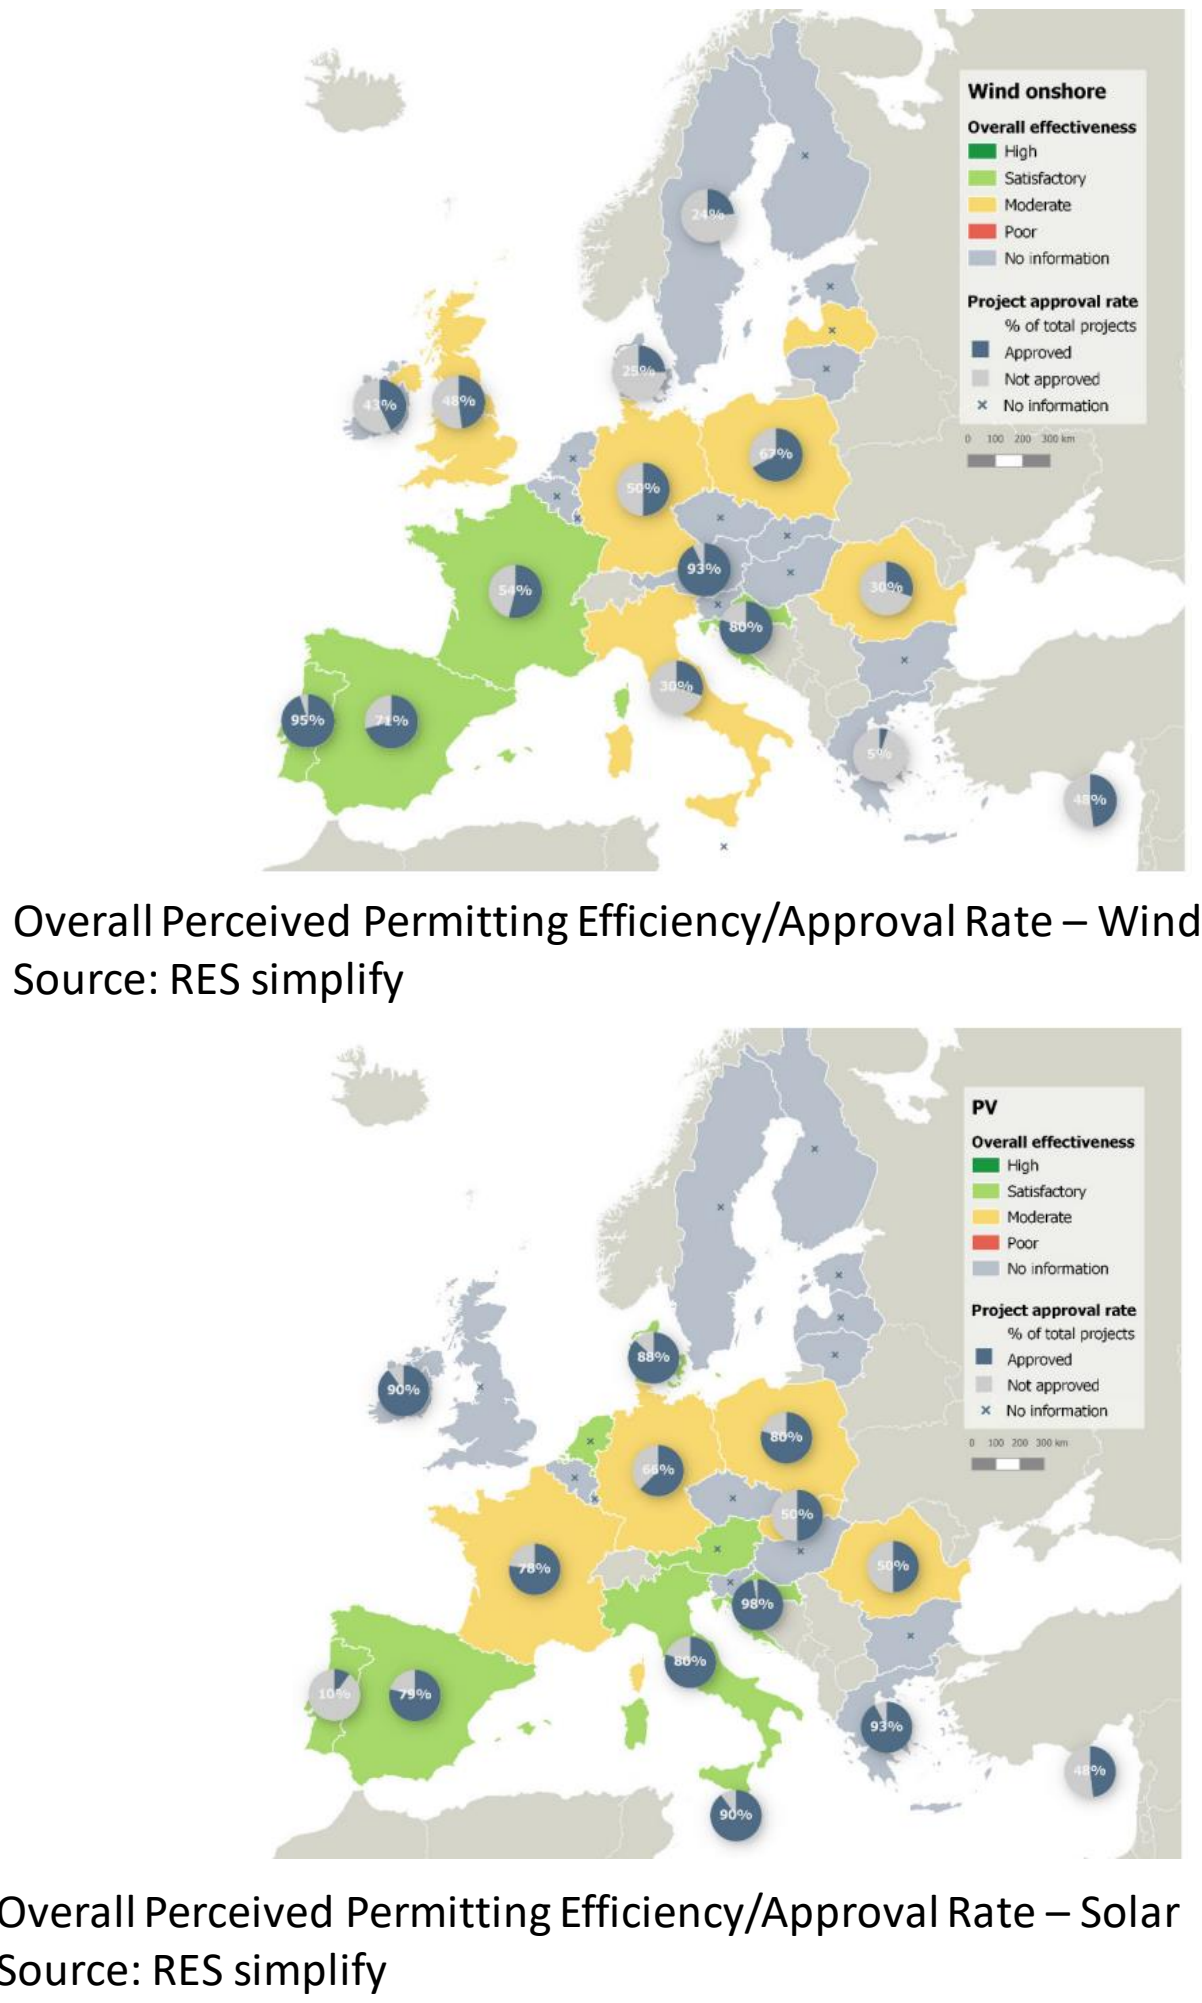 Wind onshore
Overall effectiveness
High
Satisfactory
Moderate
Poor
No information
Project approval rate
% of total projects
Approved
Not approved
× No information
0 100 200 300 km
24%
25%
43%
48%
67%
50%
93%
54%
30%
80%
30%
95%
71%
5%
48%
Overall Perceived Permitting Efficiency/Approval Rate – Wind
Source: RES simplify
PV
Overall effectiveness
High
Satisfactory
Moderate
Poor
No information
Project approval rate
% of total projects
Approved
Not approved
× No information
0 100 200 300 km
88%
90%
80%
66%
50%
78%
50%
98%
80%
10%
79%
93%
48%
90%
Overall Perceived Permitting Efficiency/Approval Rate – Solar
Source: RES simplify